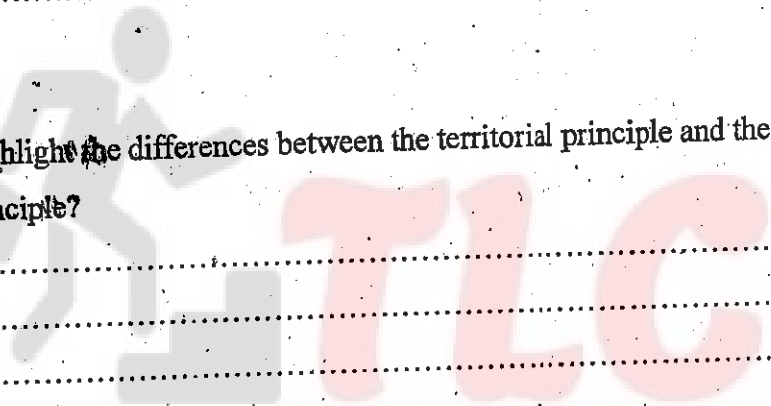 hlight the differences between the territorial principle and the
nciple?
TLC